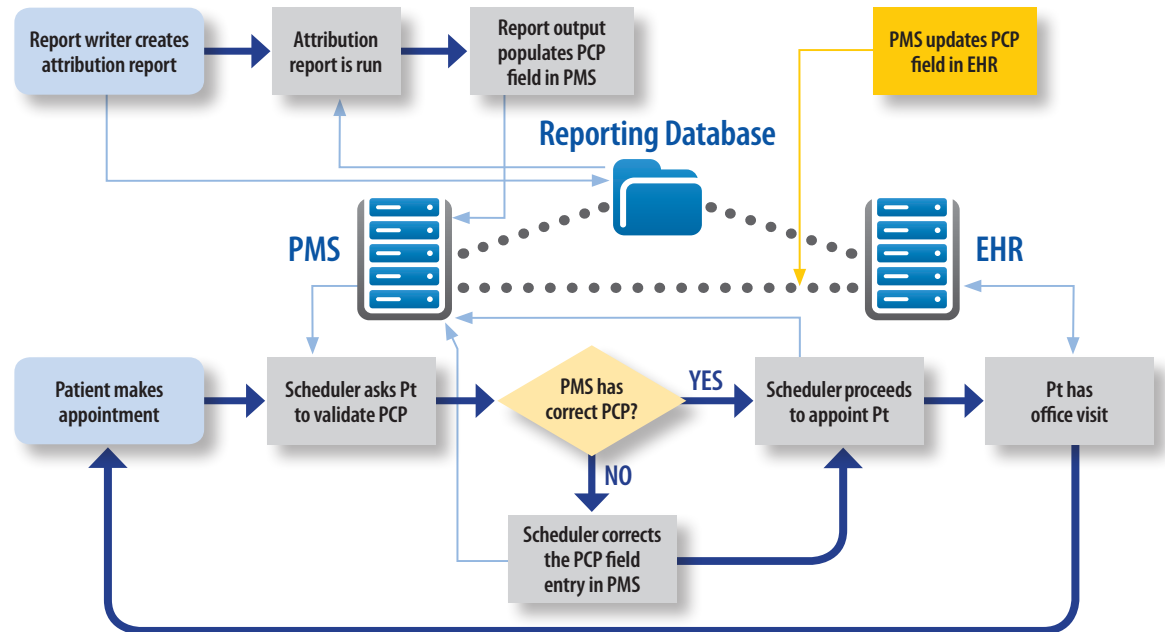 Report writer creates
attribution report
Attribution
report is run
Report output
populates PCP
field in PMS
PMS updates PCP
field in EHR
Reporting Database
PMS
EHR
Patient makes
appointment
Scheduler asks Pt
to validate PCP
PMS has
correct PCP?
YES
Scheduler proceeds
to appoint Pt
Pt has
office visit
NO
Scheduler corrects
the PCP field
entry in PMS